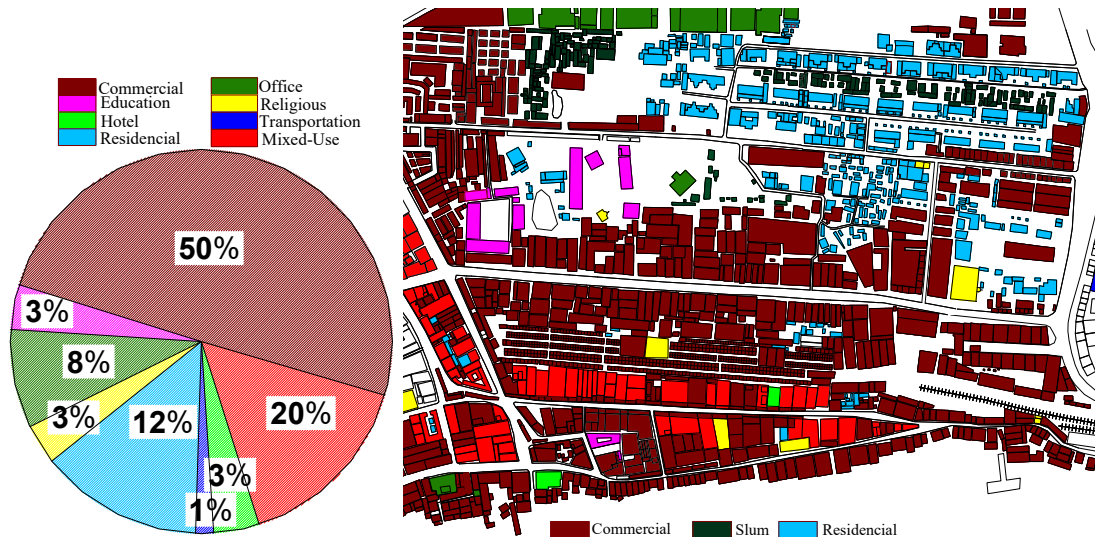 Commercial Office
Education Religious
Hotel Transportation
Residencial Mixed-Use
50%
3%
8%
3%
12%
1%
3%
20%
Commercial Slum Residencial